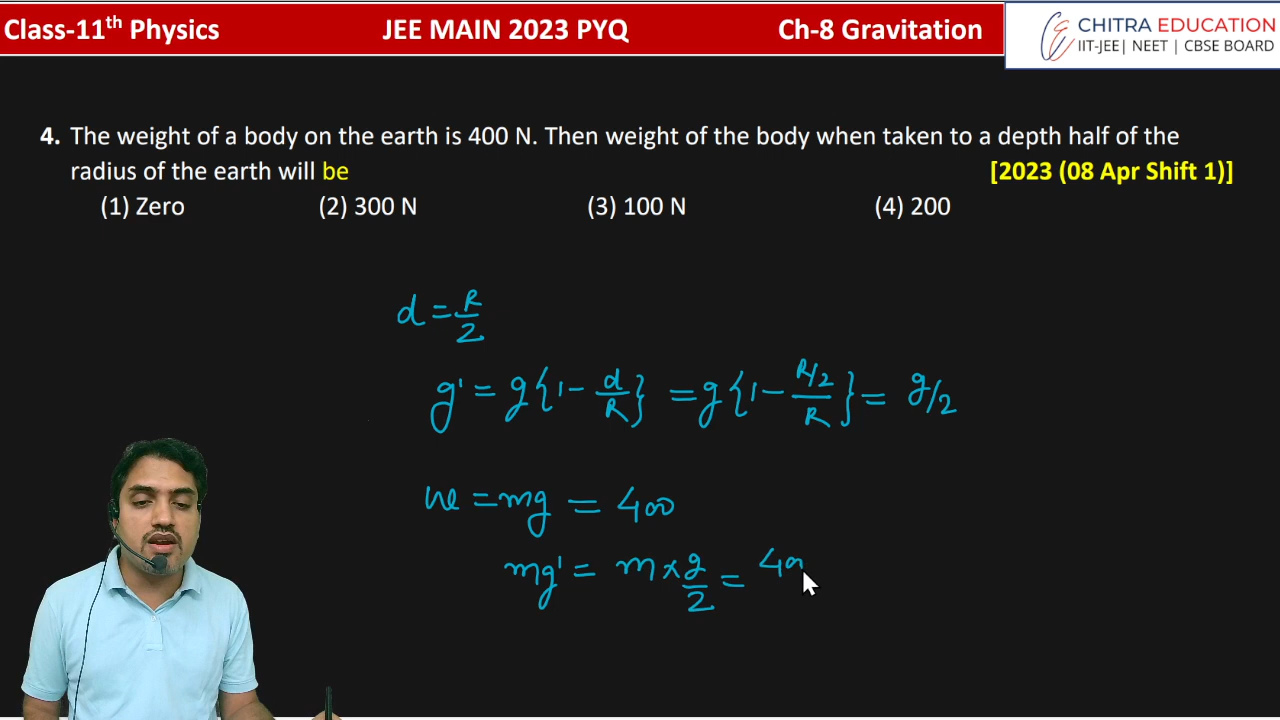 Class-11th Physics JEE MAIN 2023 PYQ Ch-8 Gravitation
CHITRA EDUCATION
IIT-JEE| NEET | CBSE BOARD
4. The weight of a body on the earth is 400 N. Then weight of the body when taken to a depth half of the
radius of the earth will be [2023 (08 Apr Shift 1)]
(1) Zero (2) 300 N (3) 100 N (4) 200
d = R/2
g' = g{1 - d/R} = g{1 - R/2/R} = g/2
w = mg = 400
mg' = m × g/2 = 40